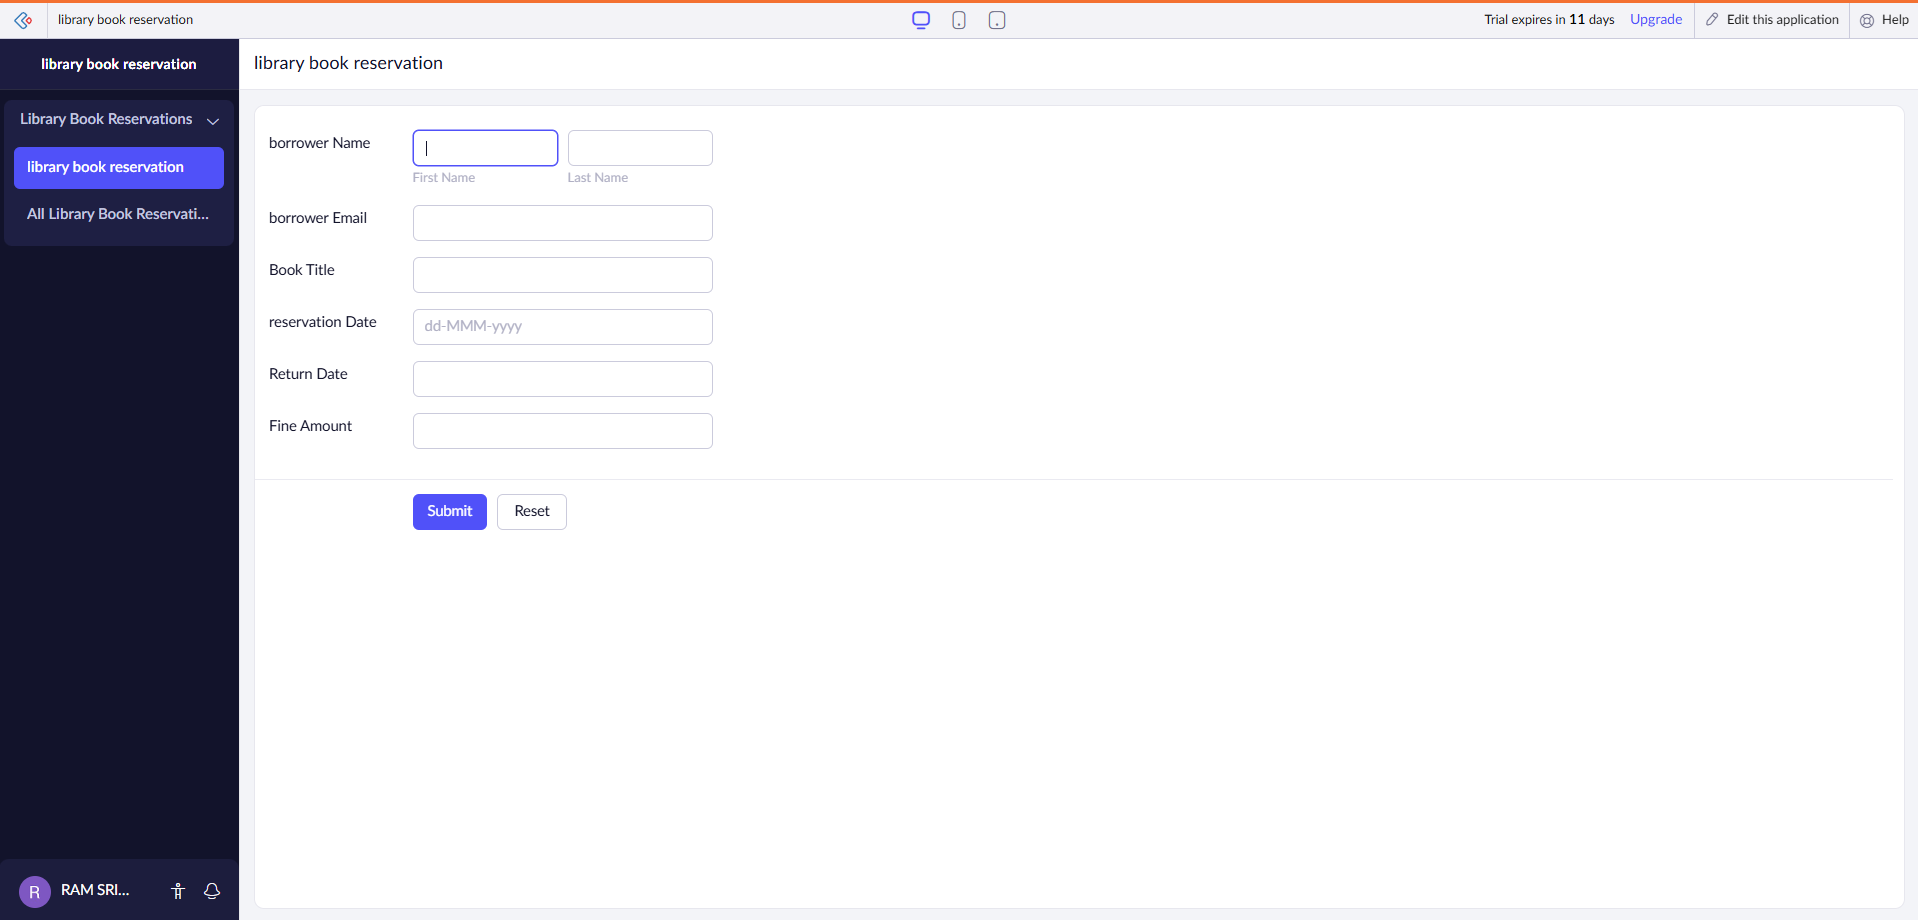 library book reservation
Trial expires in 11 days Upgrade Edit this application Help
library book reservation
Library Book Reservations
library book reservation
All Library Book Reservati...
RAM SRI...
R
library book reservation
borrower Name
First Name Last Name
borrower Email
Book Title
reservation Date dd-MMM-yyyy
Return Date
Fine Amount
Submit Reset